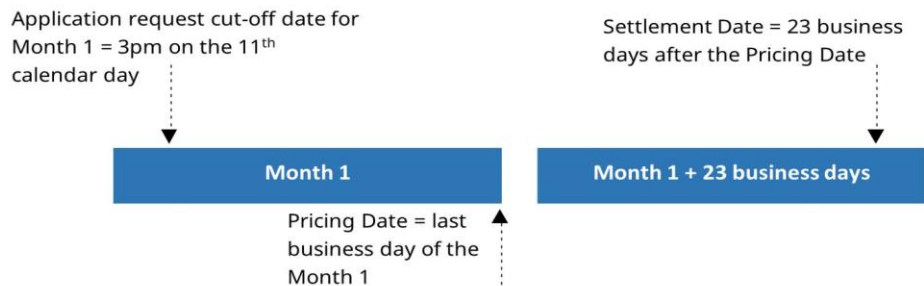 Application request cut-off date for
Month 1 = 3pm on the 11th
calendar day
Settlement Date = 23 business
days after the Pricing Date
Month 1
Month 1 + 23 business days
Pricing Date = last
business day of the
Month 1